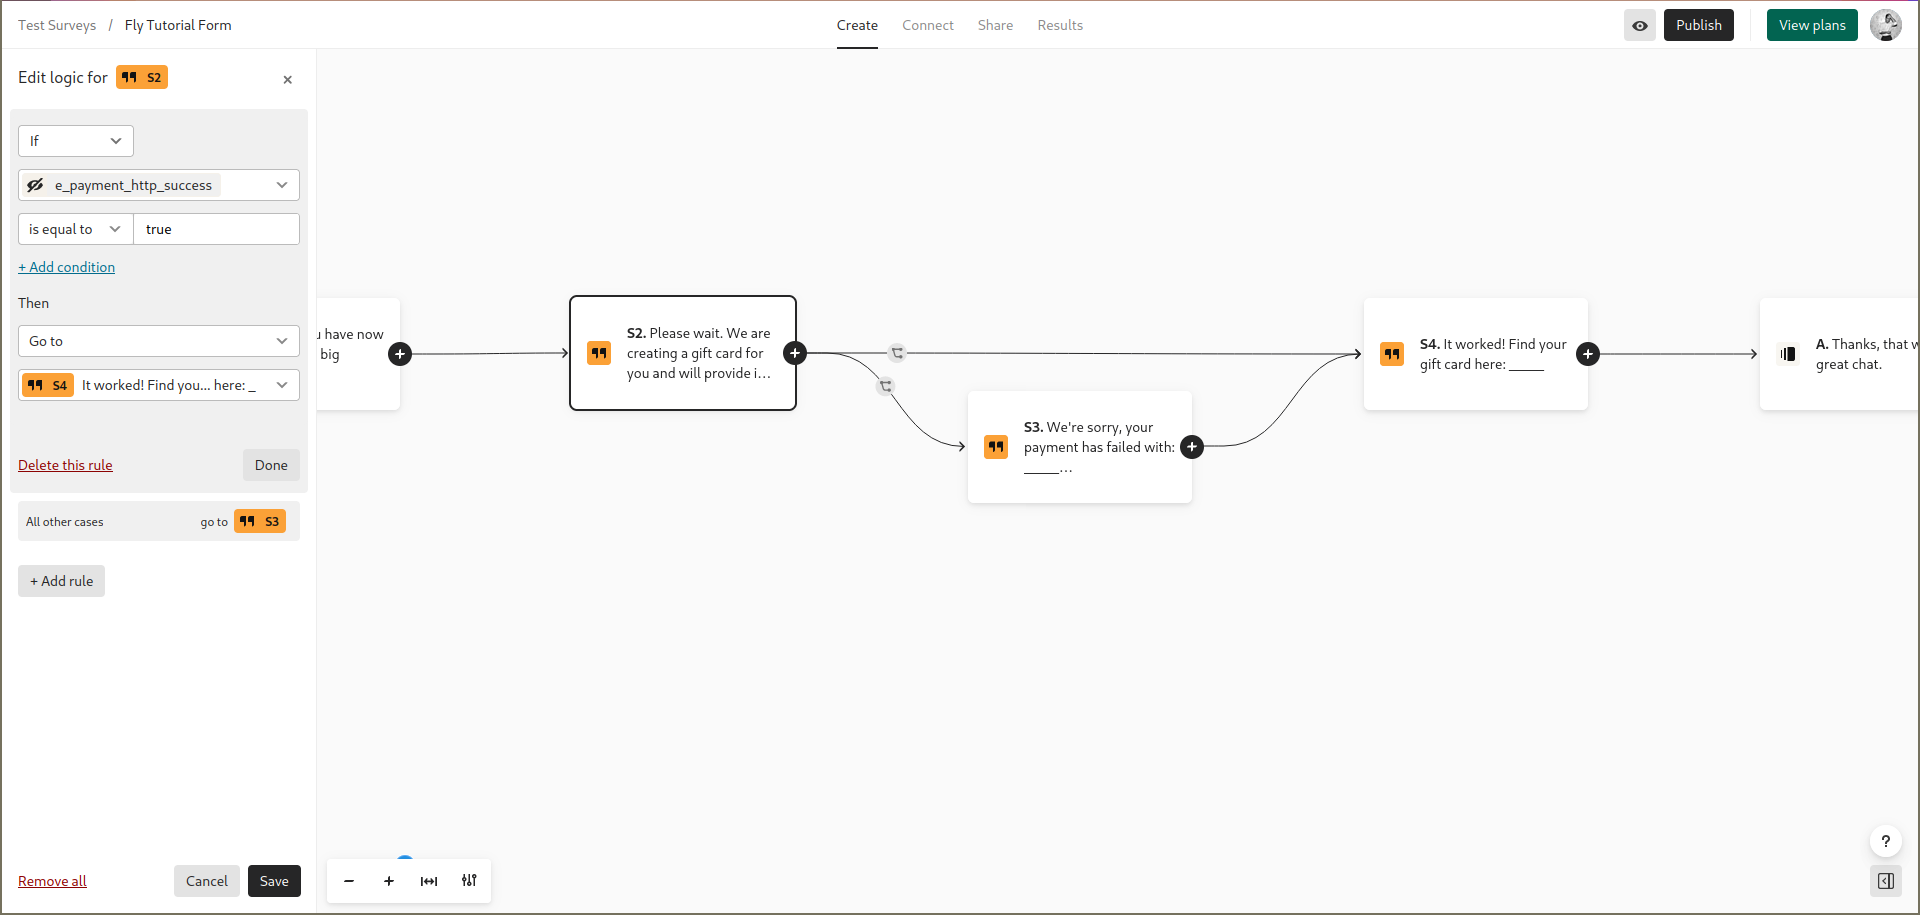 Test Surveys / Fly Tutorial Form
Create
Connect
Share
Results
Publish
View plans
Edit logic for S2
If
e_payment_http_success
is equal to
true
+ Add condition
Then
Go to
S4 It worked! Find you... here: _
Delete this rule
Done
All other cases
go to S3
+ Add rule
Remove all
Cancel
Save
have now
big
S2. Please wait. We are
creating a gift card for
you and will provide i...
S3. We're sorry, your
payment has failed with:
_____...
S4. It worked! Find your
gift card here: _____
A. Thanks, that w
great chat.
?